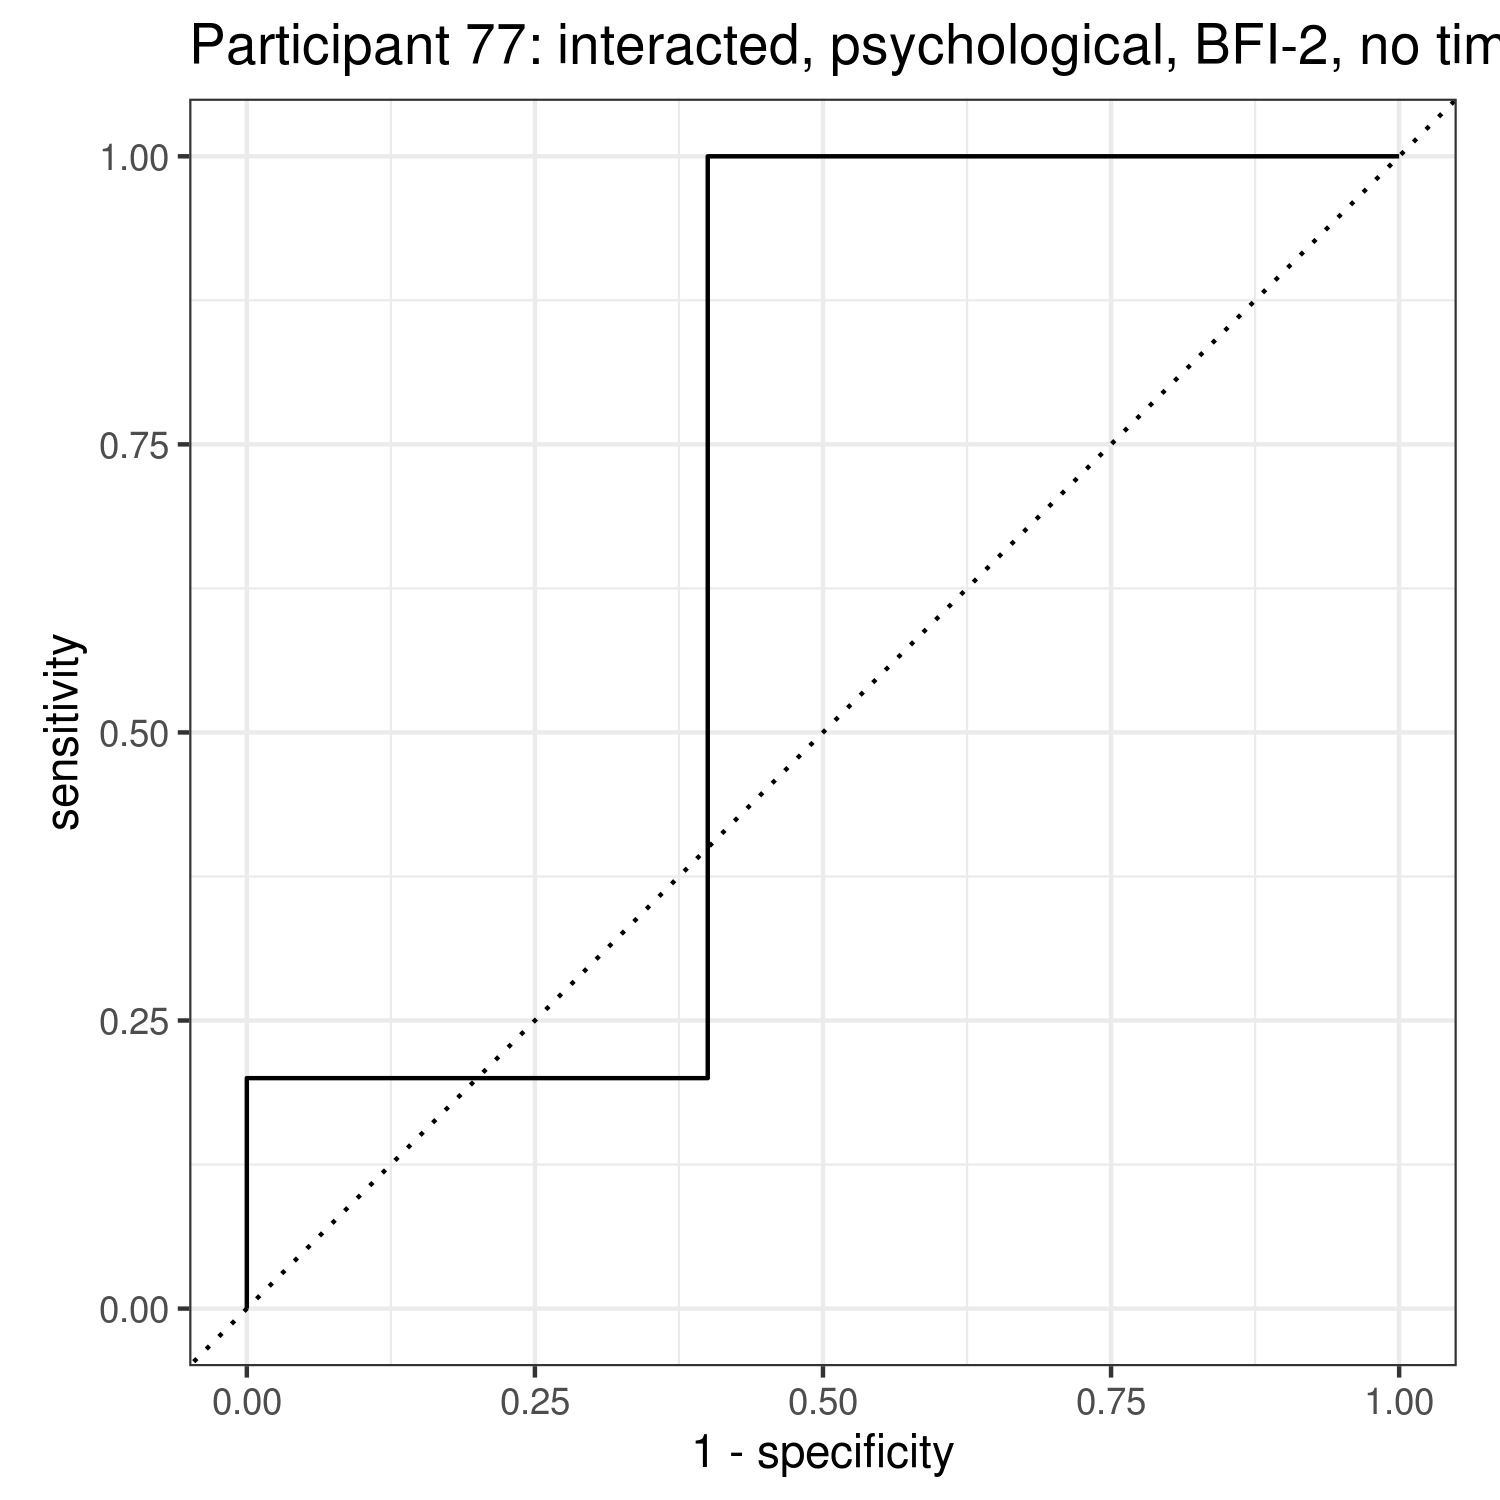 Participant 77: interacted, psychological, BFI-2, no tim
1.00
0.75
0.50
0.25
0.00
sensitivity
0.00 0.25 0.50 0.75 1.00
1 - specificity